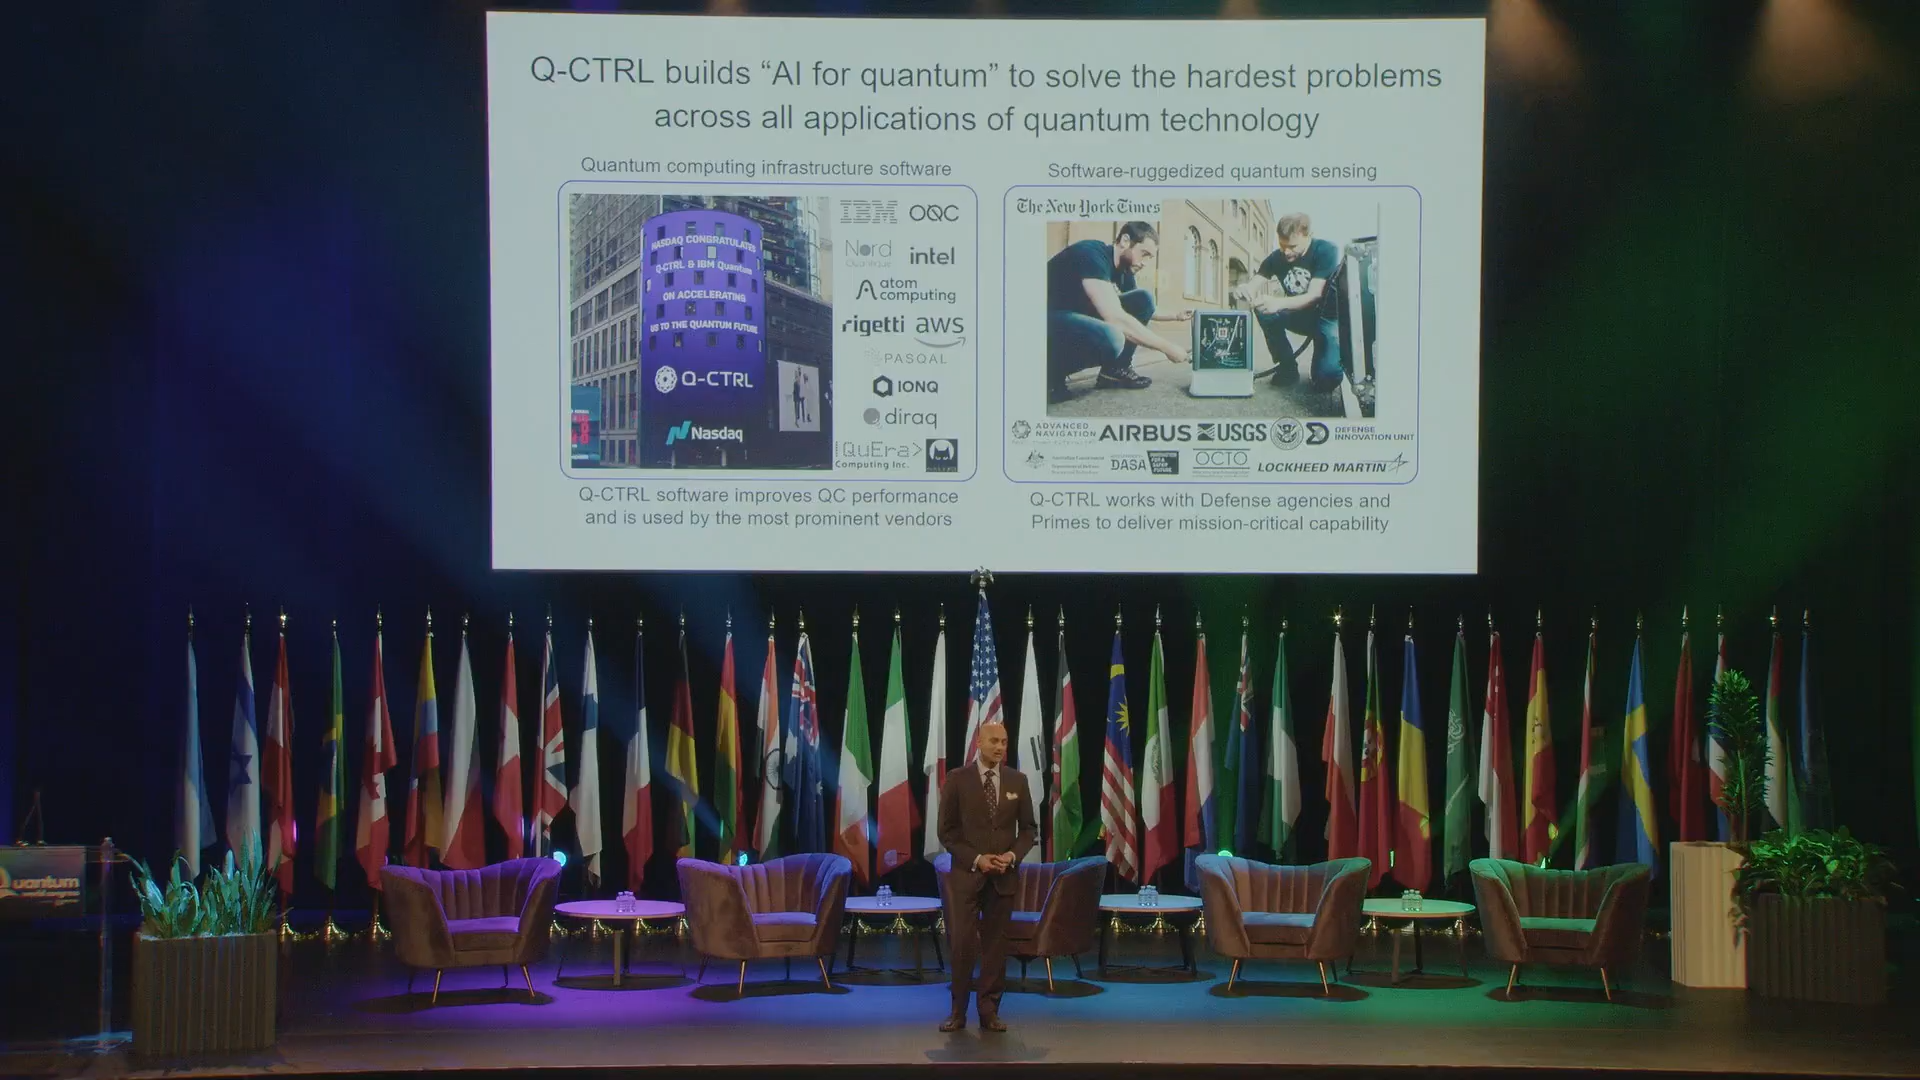 Q-CTRL builds “AI for quantum” to solve the hardest problems
across all applications of quantum technology
Quantum computing infrastructure software
NASDAQ CONGRATULATES
Q-CTRL & IBM Quantum
ON ACCELERATING
US TO THE QUANTUM FUTURE
Q-CTRL
Nasdaq
IBM OQC
Nord
intel
atom
computing
rigetti aws
PASQAL
IONQ
diraq
QuEra>
Computing Inc.
Q-CTRL software improves QC performance
and is used by the most prominent vendors
Software-ruggedized quantum sensing
The New York Times
ADVANCED
NAVIGATION
AIRBUS USGS
DEFENSE
INNOVATION UNIT
DASA
OCTO
LOCKHEED MARTIN
Q-CTRL works with Defense agencies and
Primes to deliver mission-critical capability
Quantum